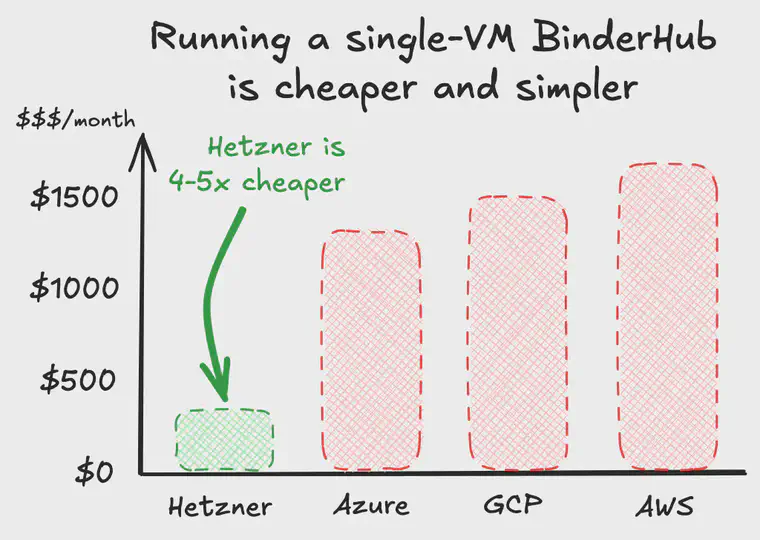 Running a single-VM BinderHub
is cheaper and simpler
$$$/month
Hetzner is
4-5x cheaper
$1500
$1000
$500
$0
Hetzner Azure GCP AWS